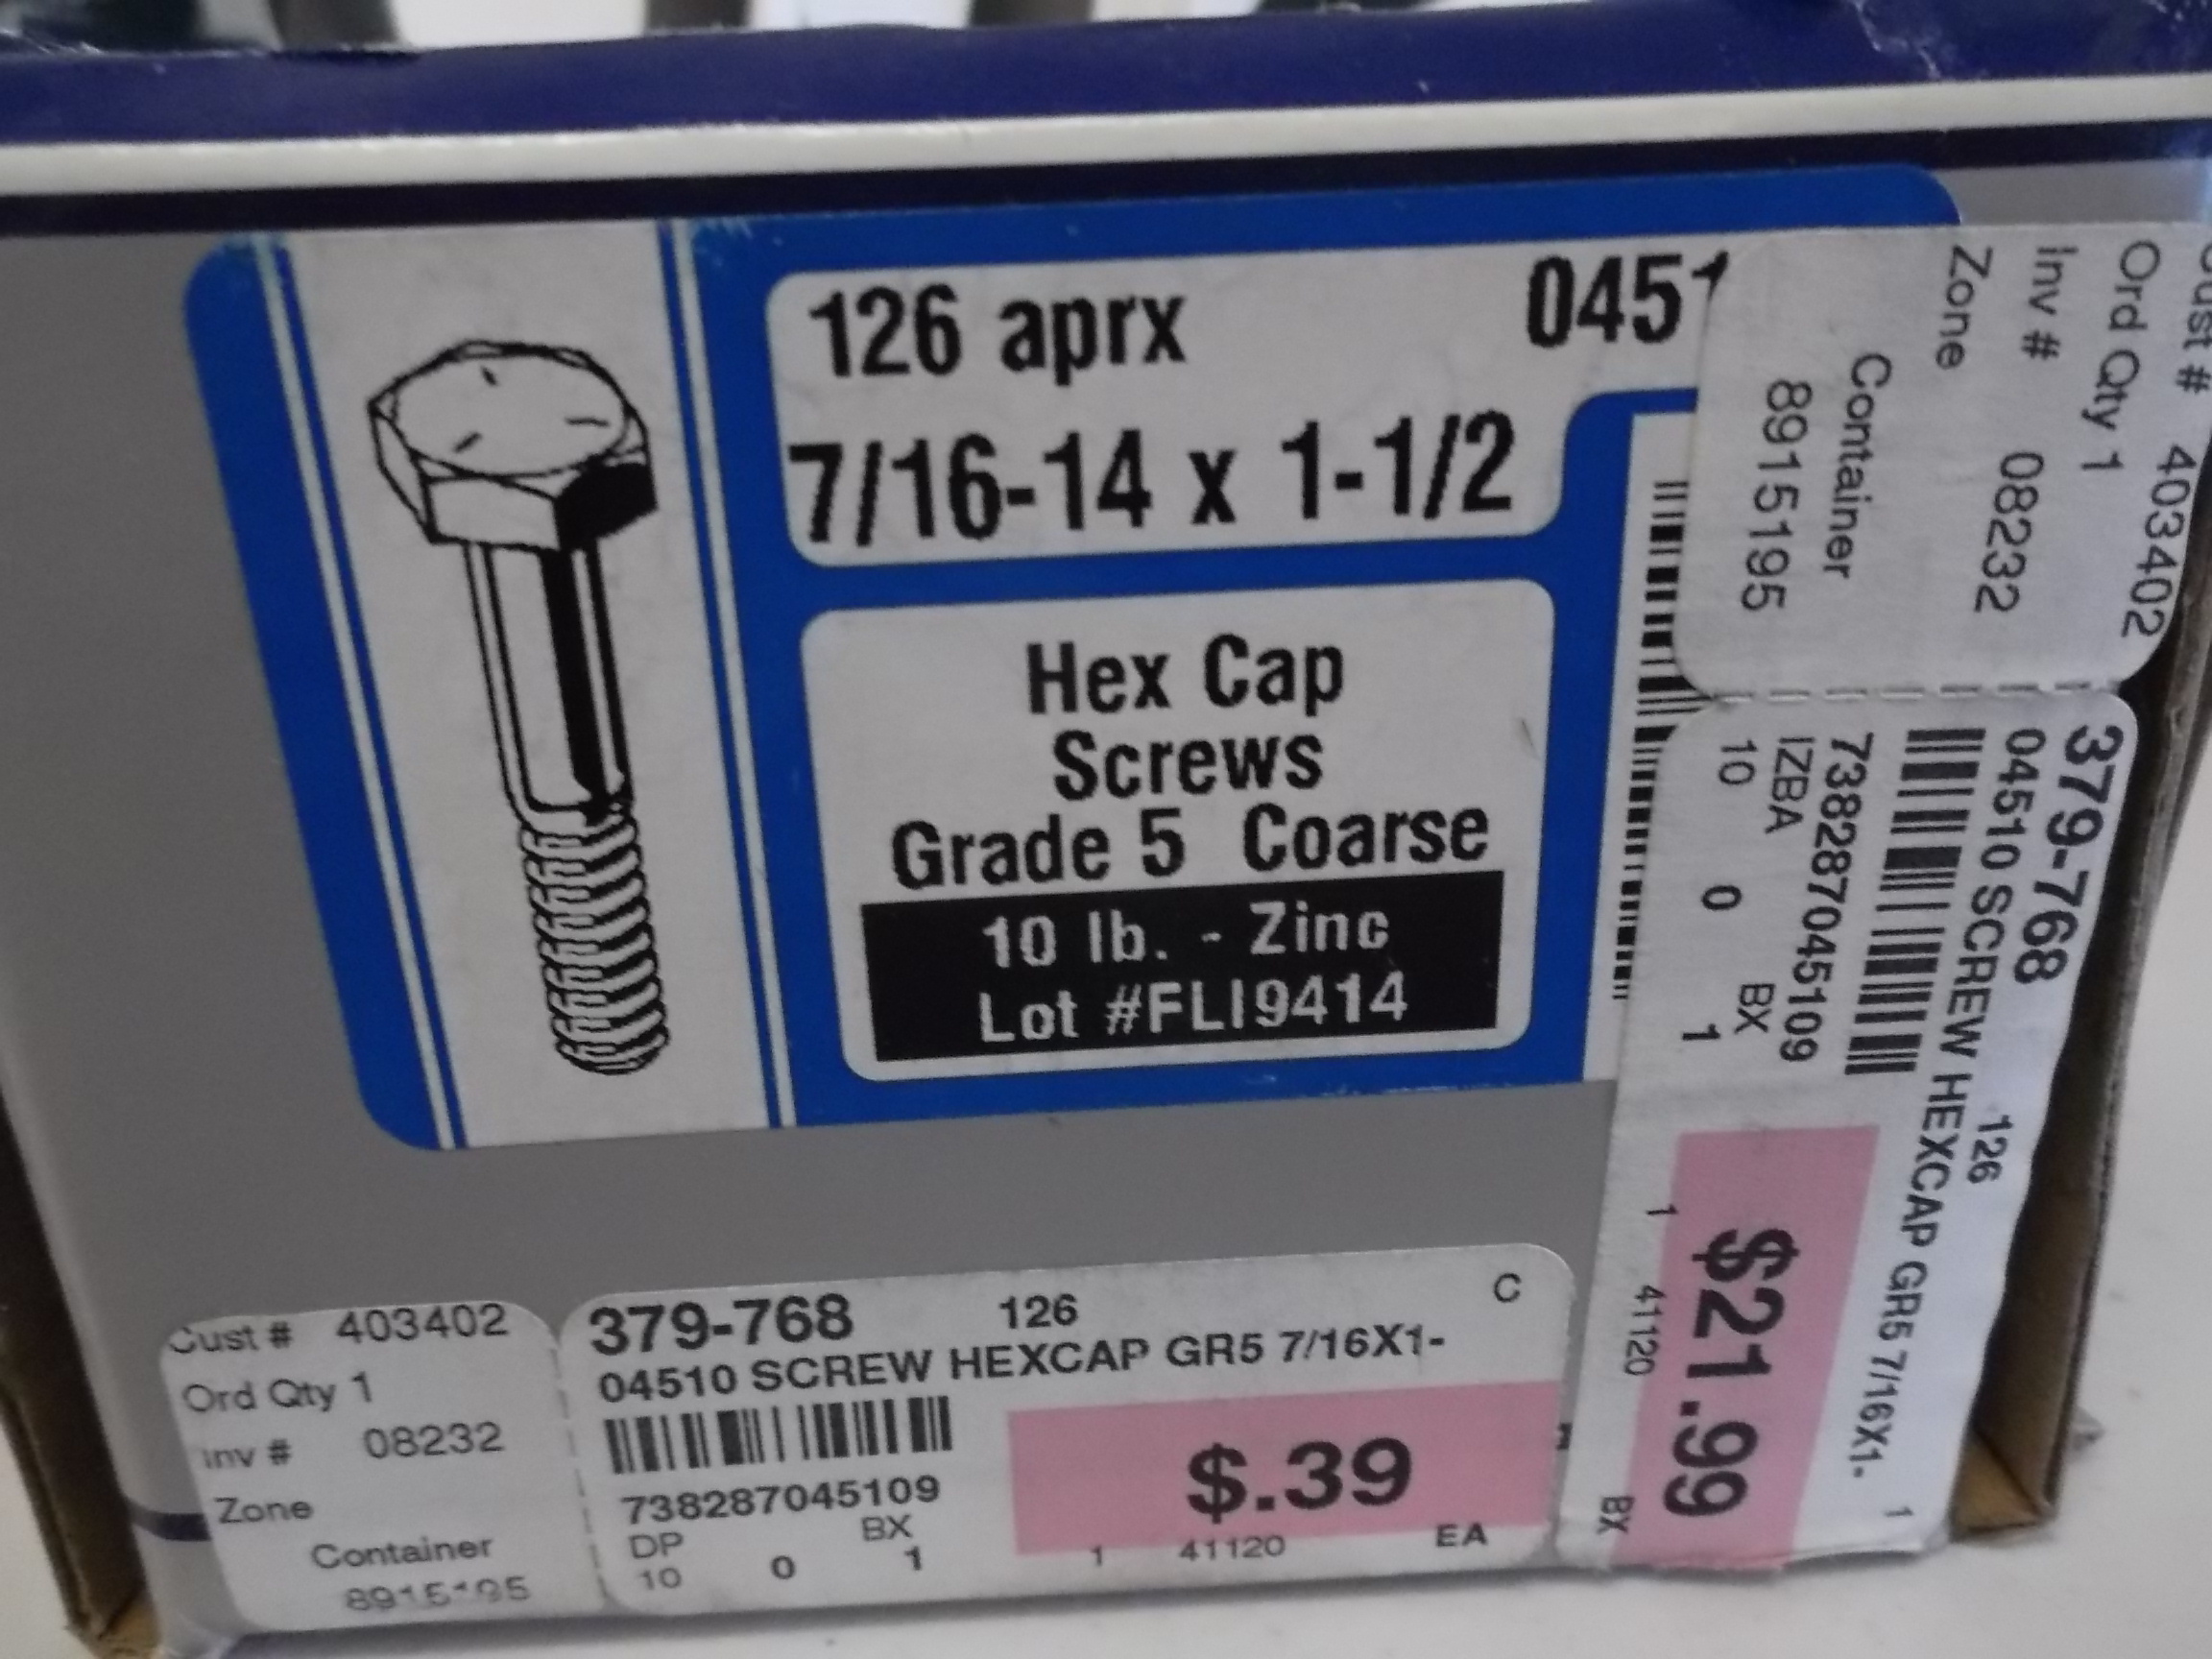 126 aprx
0451
7/16-14 x 1-1/2
Hex Cap
Screws
Grade 5 Coarse
10 lb. - Zinc
Lot #FLI9414
Cust # 403402
Ord Qty 1
Inv # 08232
Zone
Container
8915195
379-768 126
04510 SCREW HEXCAP GR5 7/16X1-
738287045109
IZBA BX
10 0 1
$21.99
1 41120 BX
1
Cust # 403402
Ord Qty 1
Inv # 08232
Zone
Container
8915195
379-768 126 C
04510 SCREW HEXCAP GR5 7/16X1-
738287045109
DP BX
10 0 1
$.39
1 41120 EA